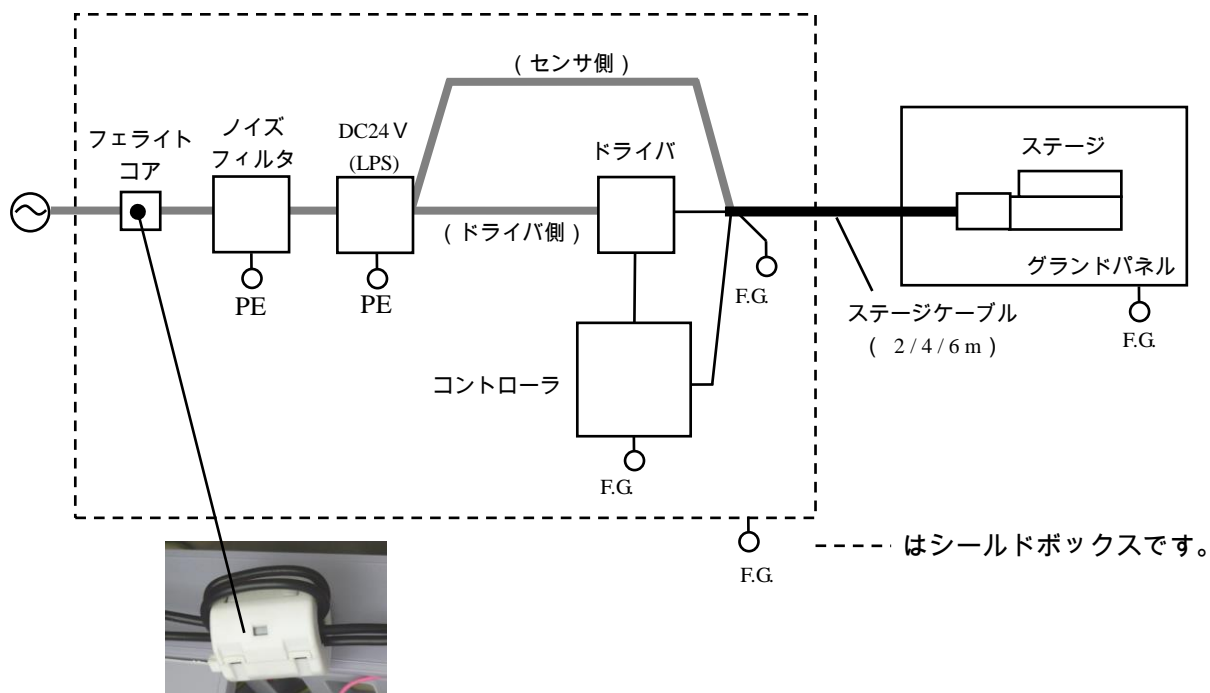 (センサ側)
フェライト
コア
ノイズ
フィルタ
DC24V
(LPS)
ドライバ
ステージ
(ドライバ側)
PE
PE
F.G.
グランドパネル
ステージケーブル
( 2/4/6m )
F.G.
コントローラ
F.G.
F.G.
----- はシールドボックスです。